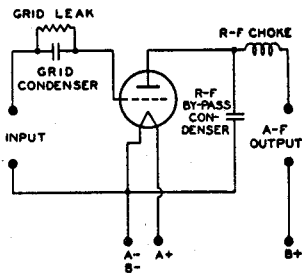 GRID LEAK
GRID
CONDENSER
R-F CHOKE
R-F
BY-PASS
CON-
DENSER
INPUT
A-F
OUTPUT
A-
B-
A+
B+